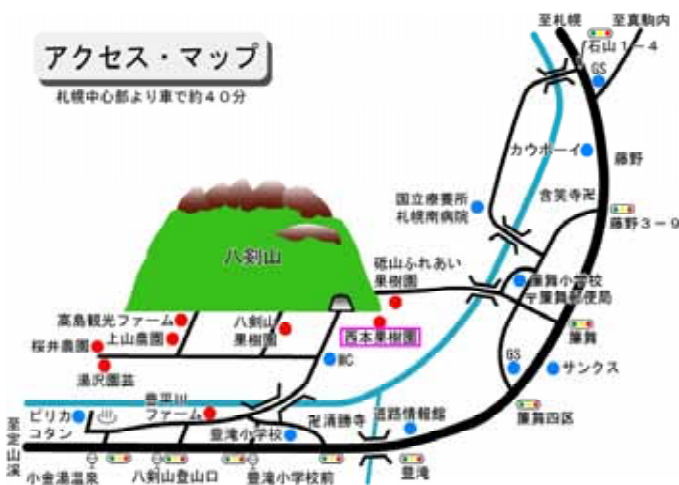 アクセス・マップ
札幌中心部より車で約40分
至札幌
至真駒内
石山1-4
GS
カウボーイ
藤野
国立療養所
札幌南病院
含笑寺卍
藤野3-9
八剣山
砥山ふれあい
果樹園
簾舞小学校
〒簾舞郵便局
高島観光ファーム
上山農園
八剣山
果樹園
西本果樹園
簾舞
桜井農園
湯沢園芸
WC
GS
サンクス
豊平川
ファーム
ピリカ
コタン
卍清勝寺
道路情報館
簾舞四区
豊滝小学校
至定山渓
小金湯温泉
八剣山登山口
豊滝小学校前
豊滝